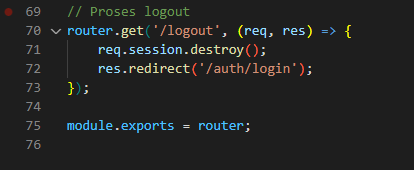 69 // Proses logout
70 router.get('/logout', (req, res) => {
71     req.session.destroy();
72     res.redirect('/auth/login');
73 });
74
75 module.exports = router;
76